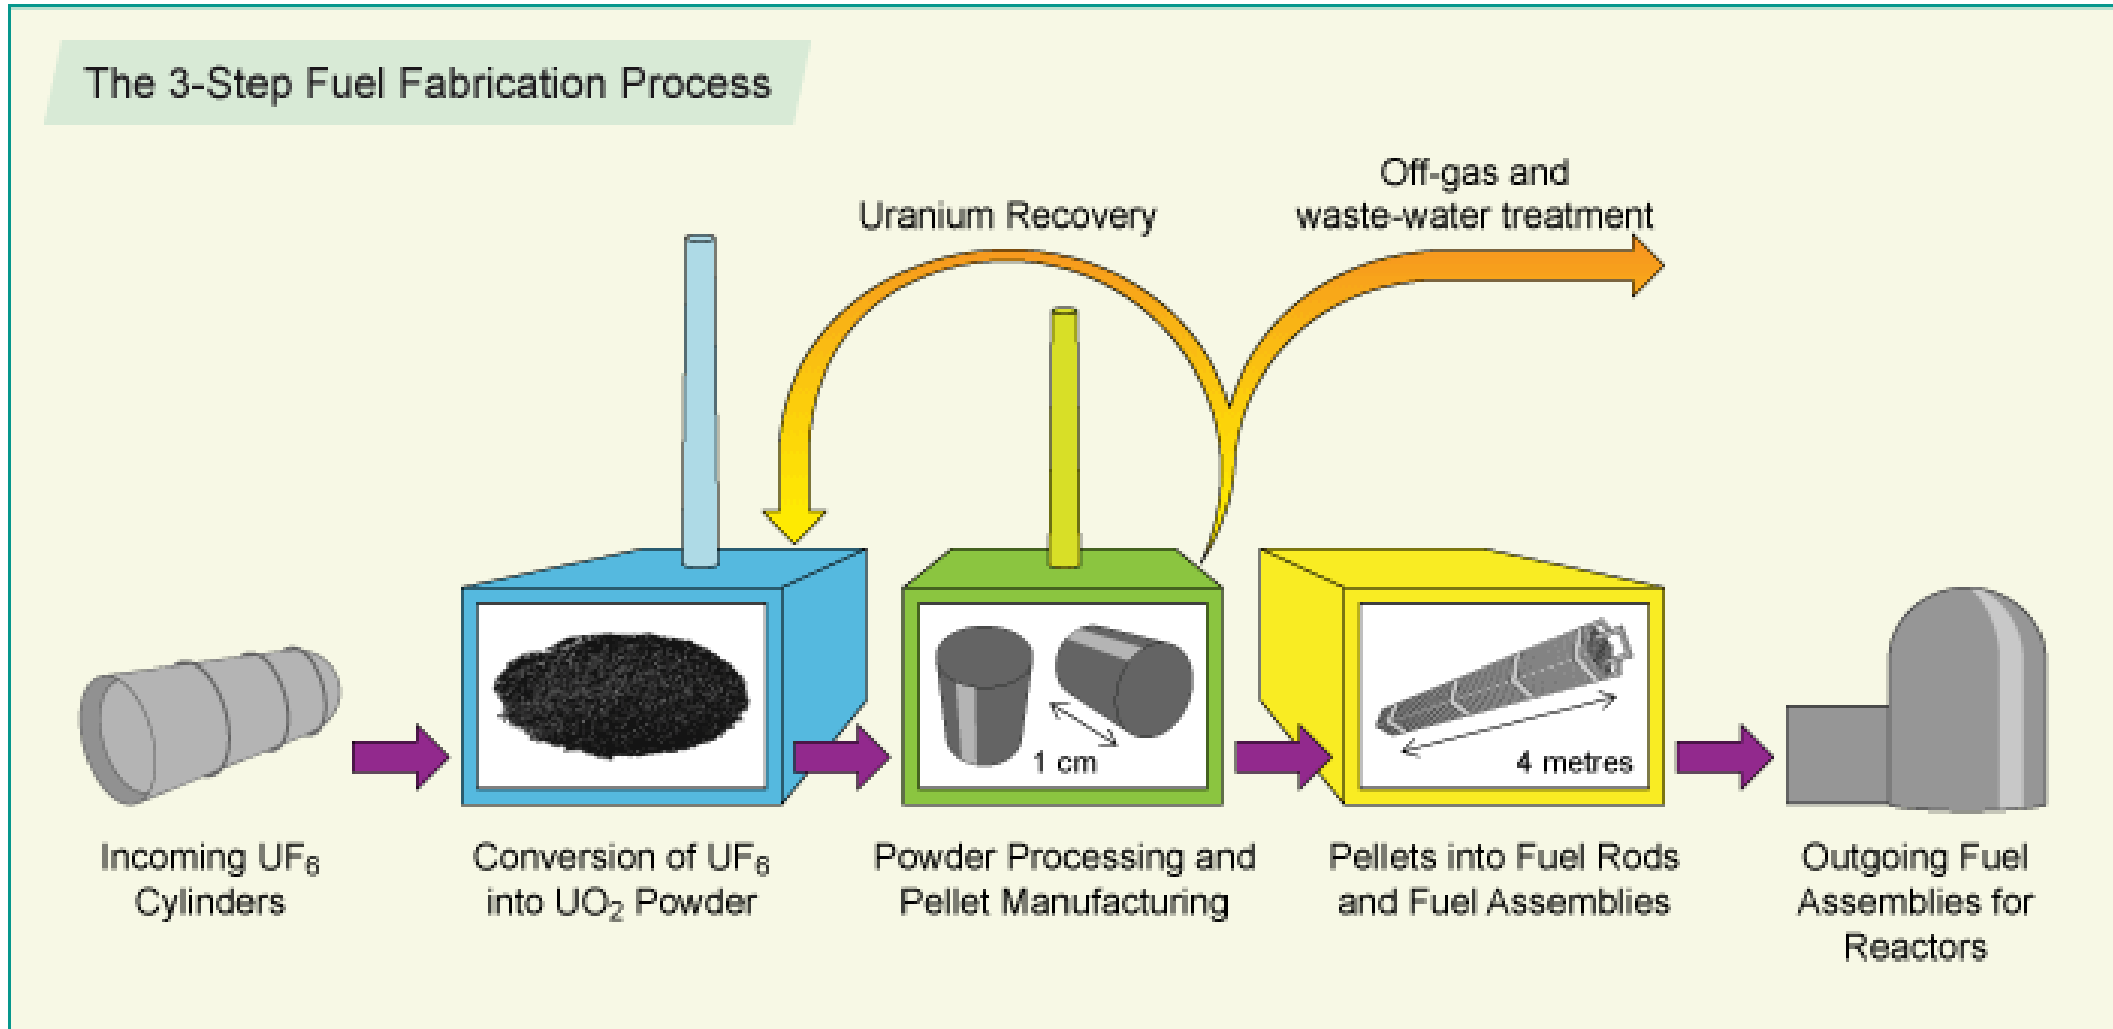 The 3-Step Fuel Fabrication Process
Uranium Recovery
Off-gas and
waste-water treatment
1 cm
4 metres
Incoming UF₆
Cylinders
Conversion of UF₆
into UO₂ Powder
Powder Processing and
Pellet Manufacturing
Pellets into Fuel Rods
and Fuel Assemblies
Outgoing Fuel
Assemblies for
Reactors